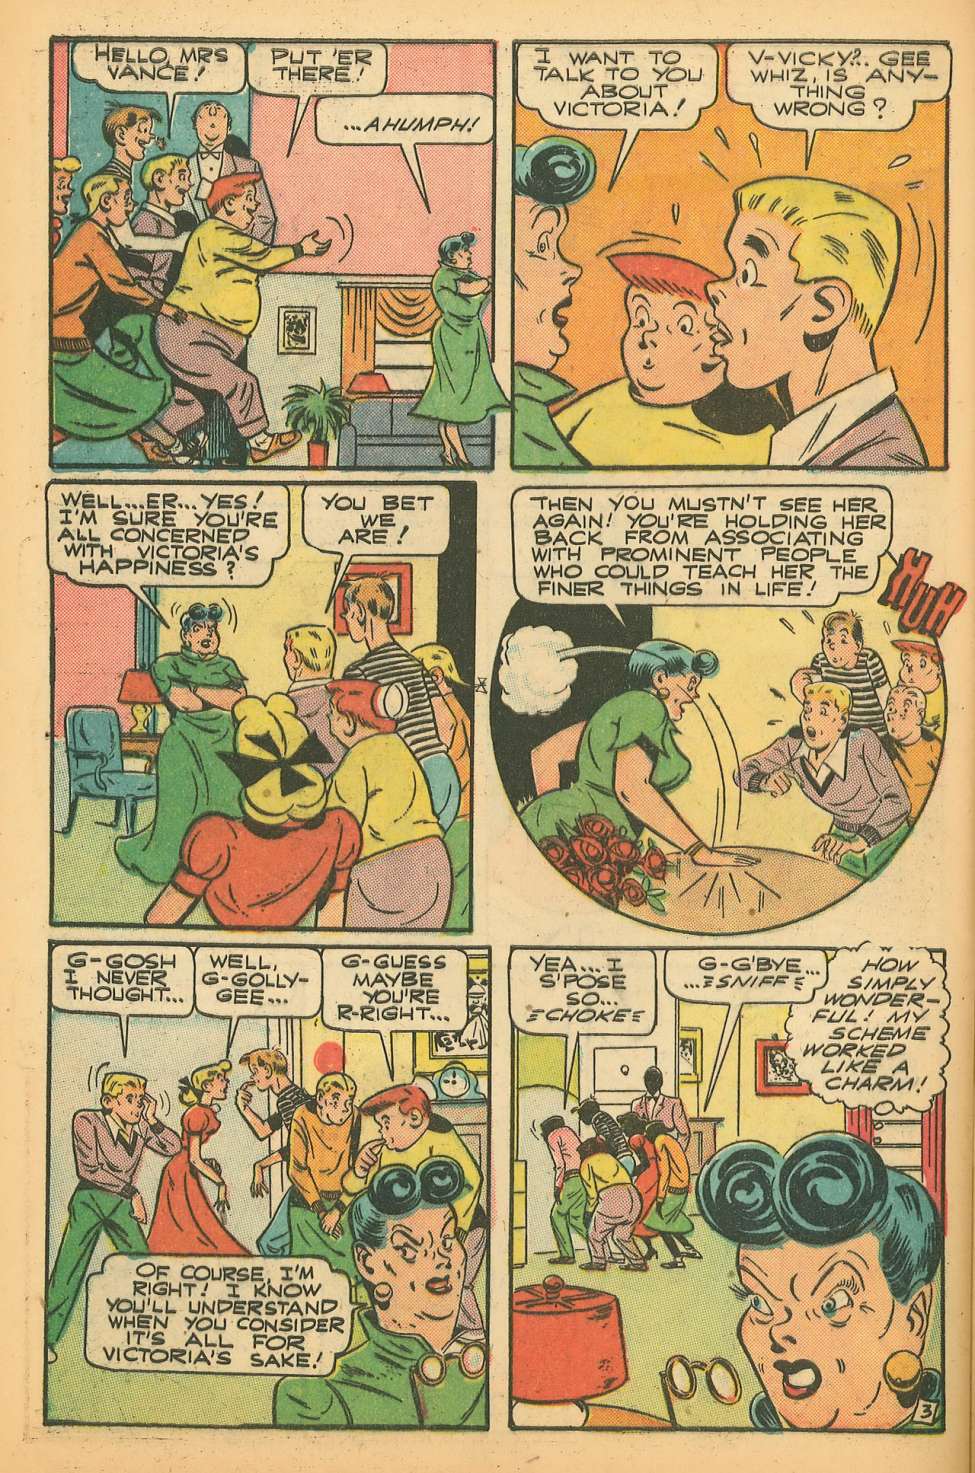 HELLO, MRS
VANCE!
PUT 'ER
THERE!
...AHUMPH!
I WANT TO
TALK TO YOU
ABOUT
VICTORIA!
V-VICKY?. GEE
WHIZ, IS ANY-
THING
WRONG?
WELL...ER...YES!
I'M SURE YOU'RE
ALL CONCERNED
WITH VICTORIA'S
HAPPINESS?
YOU BET
WE
ARE!
THEN YOU MUSTN'T SEE HER
AGAIN! YOU'RE HOLDING HER
BACK FROM ASSOCIATING
WITH PROMINENT PEOPLE
WHO COULD TEACH HER THE
FINER THINGS IN LIFE!
HUH
G-GOSH
I NEVER
THOUGHT...
WELL,
G-GOLLY-
GEE...
G-GUESS
MAYBE
YOU'RE
R-RIGHT...
OF COURSE, I'M
RIGHT! I KNOW
YOU'LL UNDERSTAND
WHEN YOU CONSIDER
IT'S ALL FOR
VICTORIA'S SAKE!
YEA...I
S'POSE
SO...
CHOKE
G-G'BYE...
...SNIFF
HOW
SIMPLY
WONDER-
FUL! MY
SCHEME
WORKED
LIKE A
CHARM!
3